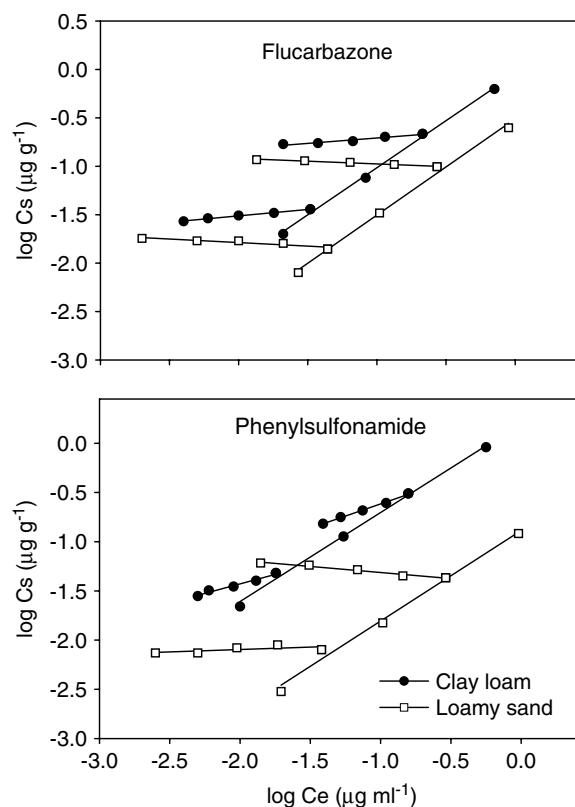 Flucarbazone
log Cs (µg g⁻¹)
0.5
0.0
-0.5
-1.0
-1.5
-2.0
-2.5
-3.0
Phenylsulfonamide
log Cs (µg g⁻¹)
0.0
-0.5
-1.0
-1.5
-2.0
-2.5
-3.0
Clay loam
Loamy sand
-3.0 -2.5 -2.0 -1.5 -1.0 -0.5 0.0
log Ce (µg ml⁻¹)